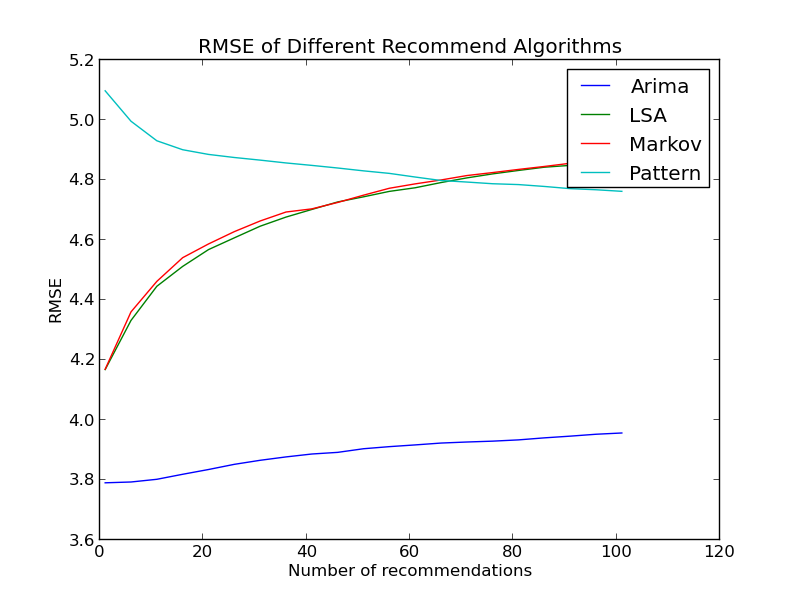 RMSE of Different Recommend Algorithms
5.2
5.0
4.8
4.6
4.4
4.2
4.0
3.8
3.6
RMSE
Arima
LSA
Markov
Pattern
0 20 40 60 80 100 120
Number of recommendations